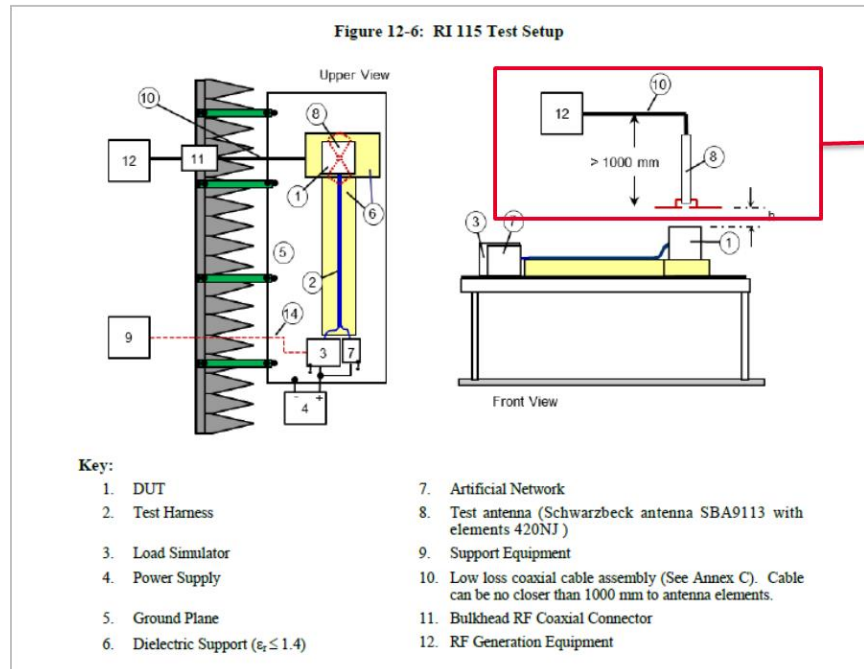 Figure 12-6: RI 115 Test Setup
Upper View
10
8
12
11
1
6
5
2
14
9
3
7
- +
4
10
12
> 1000 mm
8
h
3
7
1
Front View
Key:
1. DUT
2. Test Harness
3. Load Simulator
4. Power Supply
5. Ground Plane
6. Dielectric Support (εr ≤ 1.4)
7. Artificial Network
8. Test antenna (Schwarzbeck antenna SBA9113 with
elements 420NJ )
9. Support Equipment
10. Low loss coaxial cable assembly (See Annex C). Cable
can be no closer than 1000 mm to antenna elements.
11. Bulkhead RF Coaxial Connector
12. RF Generation Equipment